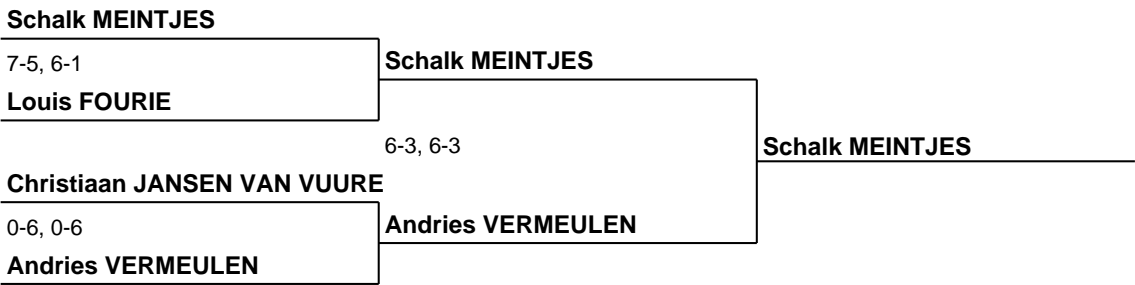 Schalk MEINTJES
7-5, 6-1
Schalk MEINTJES
Louis FOURIE
6-3, 6-3
Schalk MEINTJES
Christiaan JANSEN VAN VUURE
0-6, 0-6
Andries VERMEULEN
Andries VERMEULEN